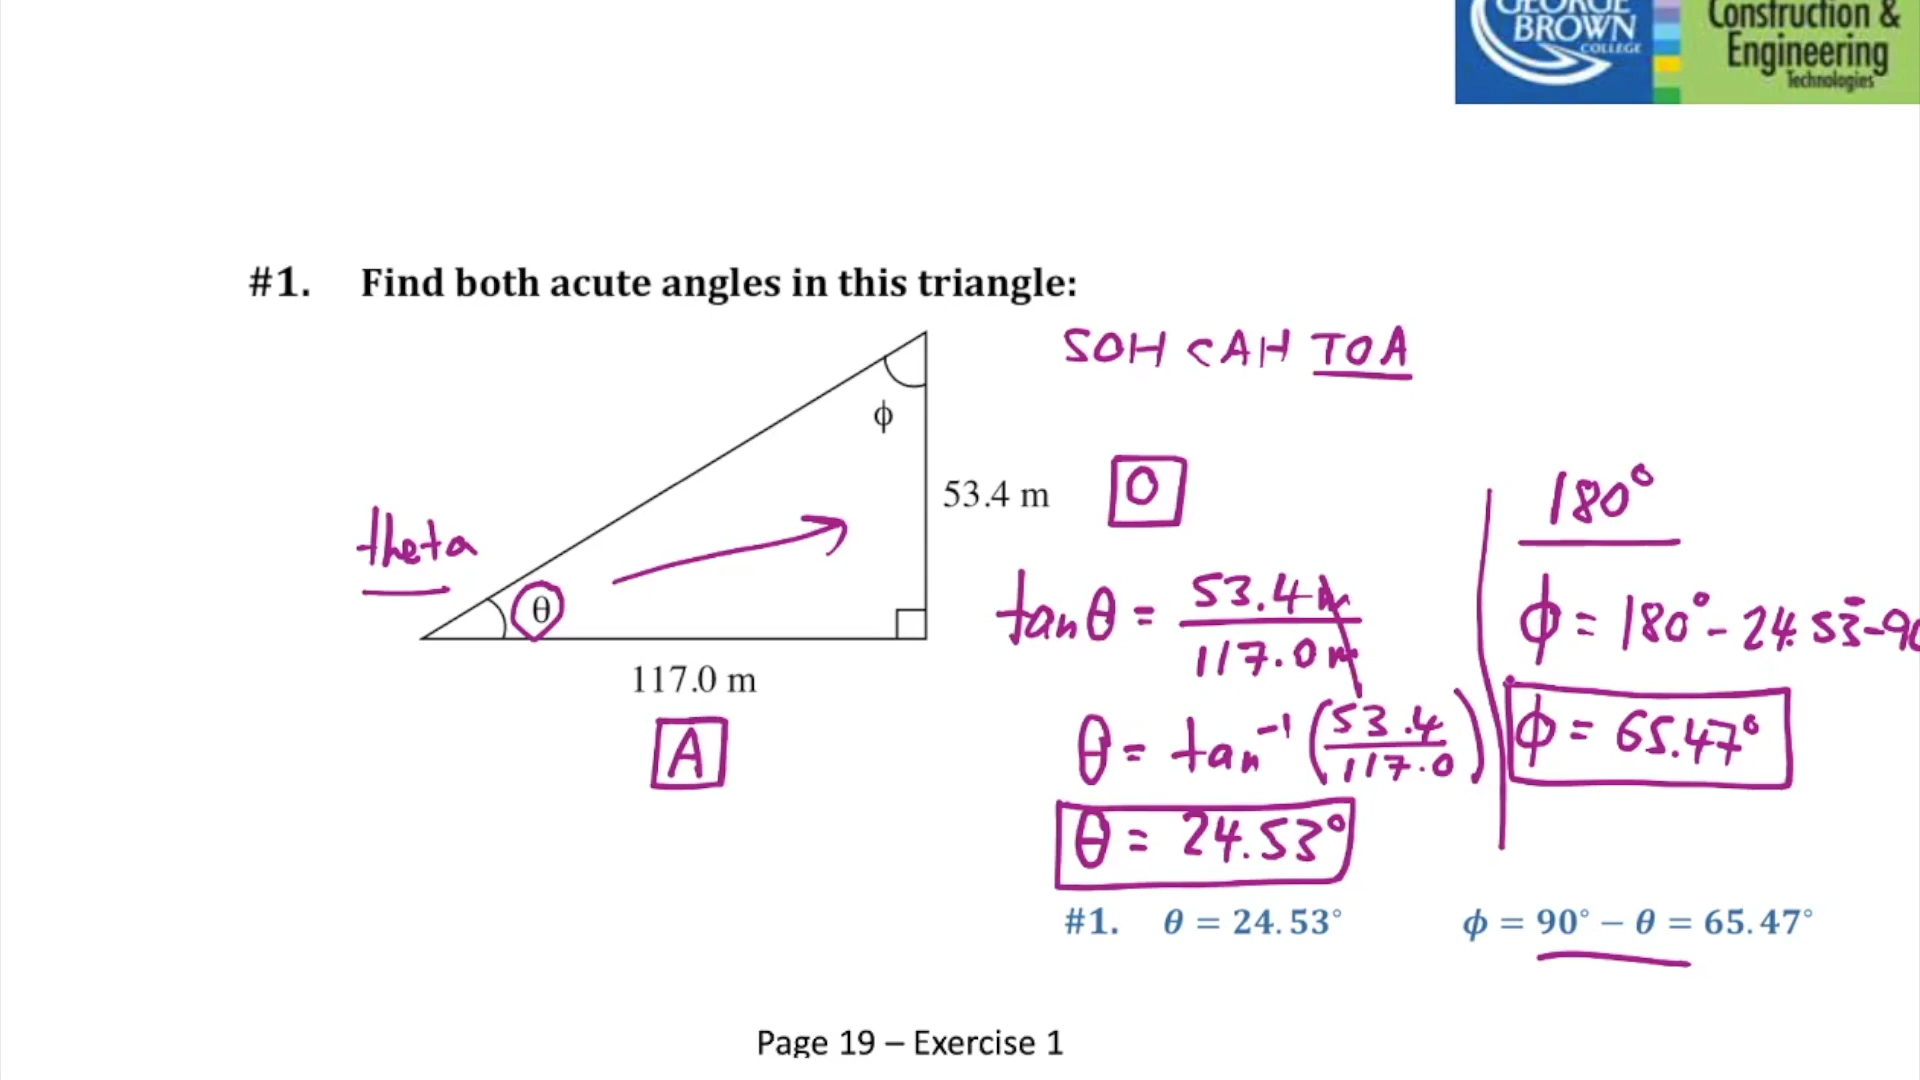 GEORGE
BROWN
COLLEGE
Construction &
Engineering
Technologies
#1. Find both acute angles in this triangle:
SOH CAH TOA
ϕ
53.4 m
O
180°
theta
θ
tan θ = 53.4 m / 117.0 m
ϕ = 180° - 24.53 - 90
117.0 m
A
θ = tan⁻¹ (53.4 / 117.0)
ϕ = 65.47°
θ = 24.53°
#1. θ = 24.53° ϕ = 90° − θ = 65.47°
Page 19 – Exercise 1